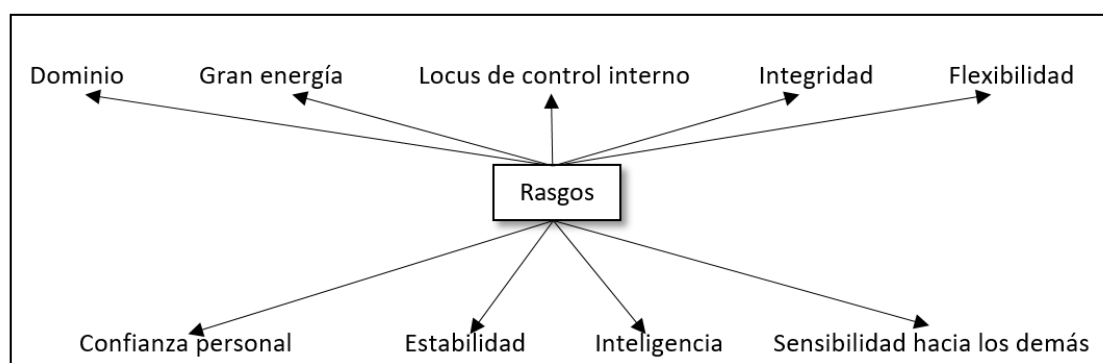 Dominio
Gran energía
Locus de control interno
Integridad
Flexibilidad
Rasgos
Confianza personal
Estabilidad
Inteligencia
Sensibilidad hacia los demás